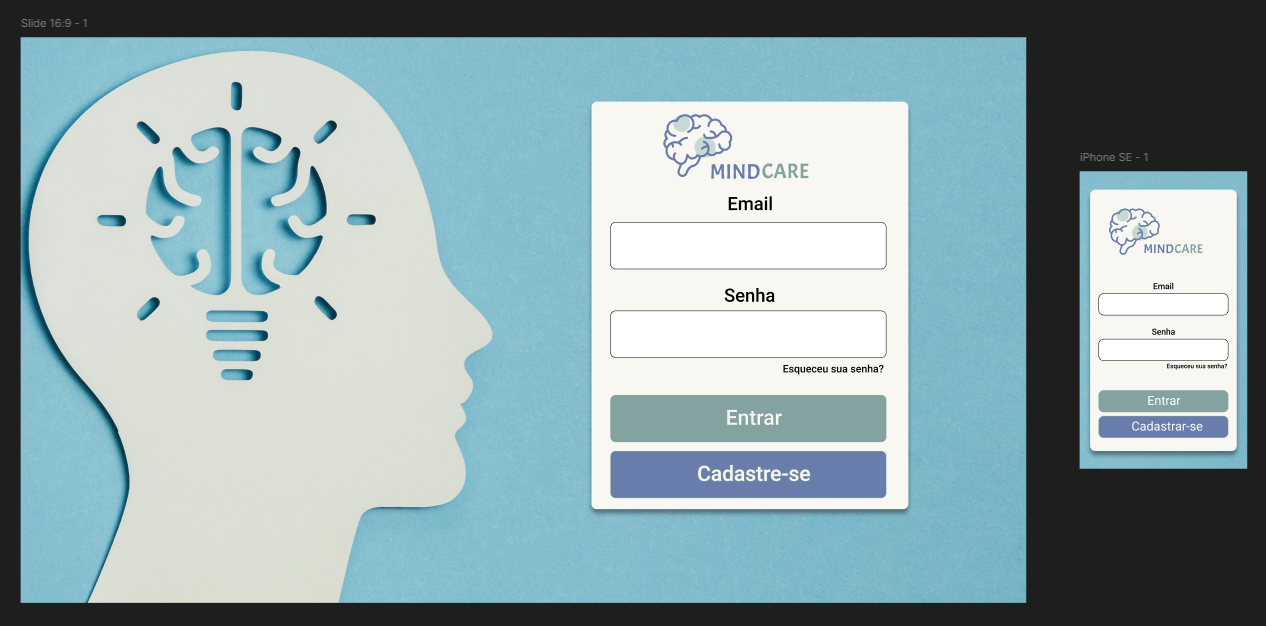 Slide 16:9 - 1
MINDCARE
Email
Senha
Esqueceu sua senha?
Entrar
Cadastre-se
iPhone SE - 1
MINDCARE
Email
Senha
Esqueceu sua senha?
Entrar
Cadastrar-se